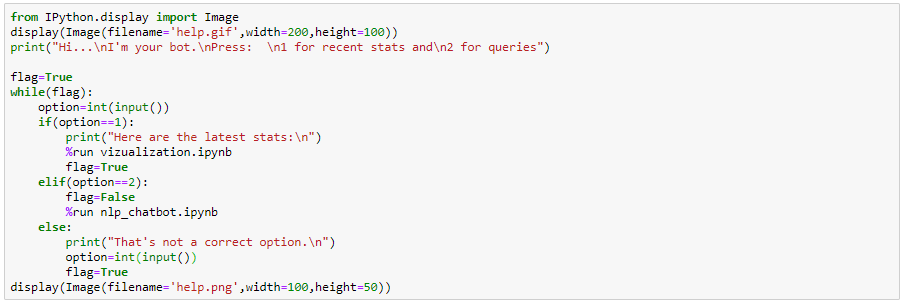 from IPython.display import Image
display(Image(filename='help.gif',width=200,height=100))
print("Hi...\nI'm your bot.\nPress:  \n1 for recent stats and\n2 for queries")

flag=True
while(flag):
    option=int(input())
    if(option==1):
        print("Here are the latest stats:\n")
        %run vizualization.ipynb
        flag=True
    elif(option==2):
        flag=False
        %run nlp_chatbot.ipynb
    else:
        print("That's not a correct option.\n")
        option=int(input())
        flag=True
display(Image(filename='help.png',width=100,height=50))